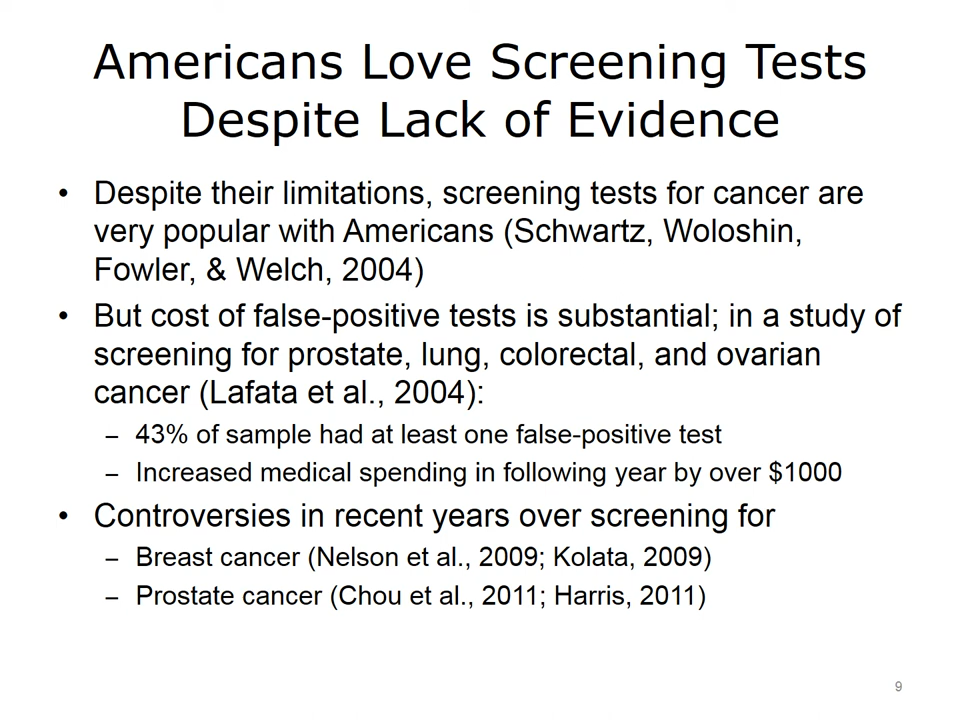 Americans Love Screening Tests
Despite Lack of Evidence
• Despite their limitations, screening tests for cancer are
very popular with Americans (Schwartz, Woloshin,
Fowler, & Welch, 2004)
• But cost of false-positive tests is substantial; in a study of
screening for prostate, lung, colorectal, and ovarian
cancer (Lafata et al., 2004):
– 43% of sample had at least one false-positive test
– Increased medical spending in following year by over $1000
• Controversies in recent years over screening for
– Breast cancer (Nelson et al., 2009; Kolata, 2009)
– Prostate cancer (Chou et al., 2011; Harris, 2011)
9